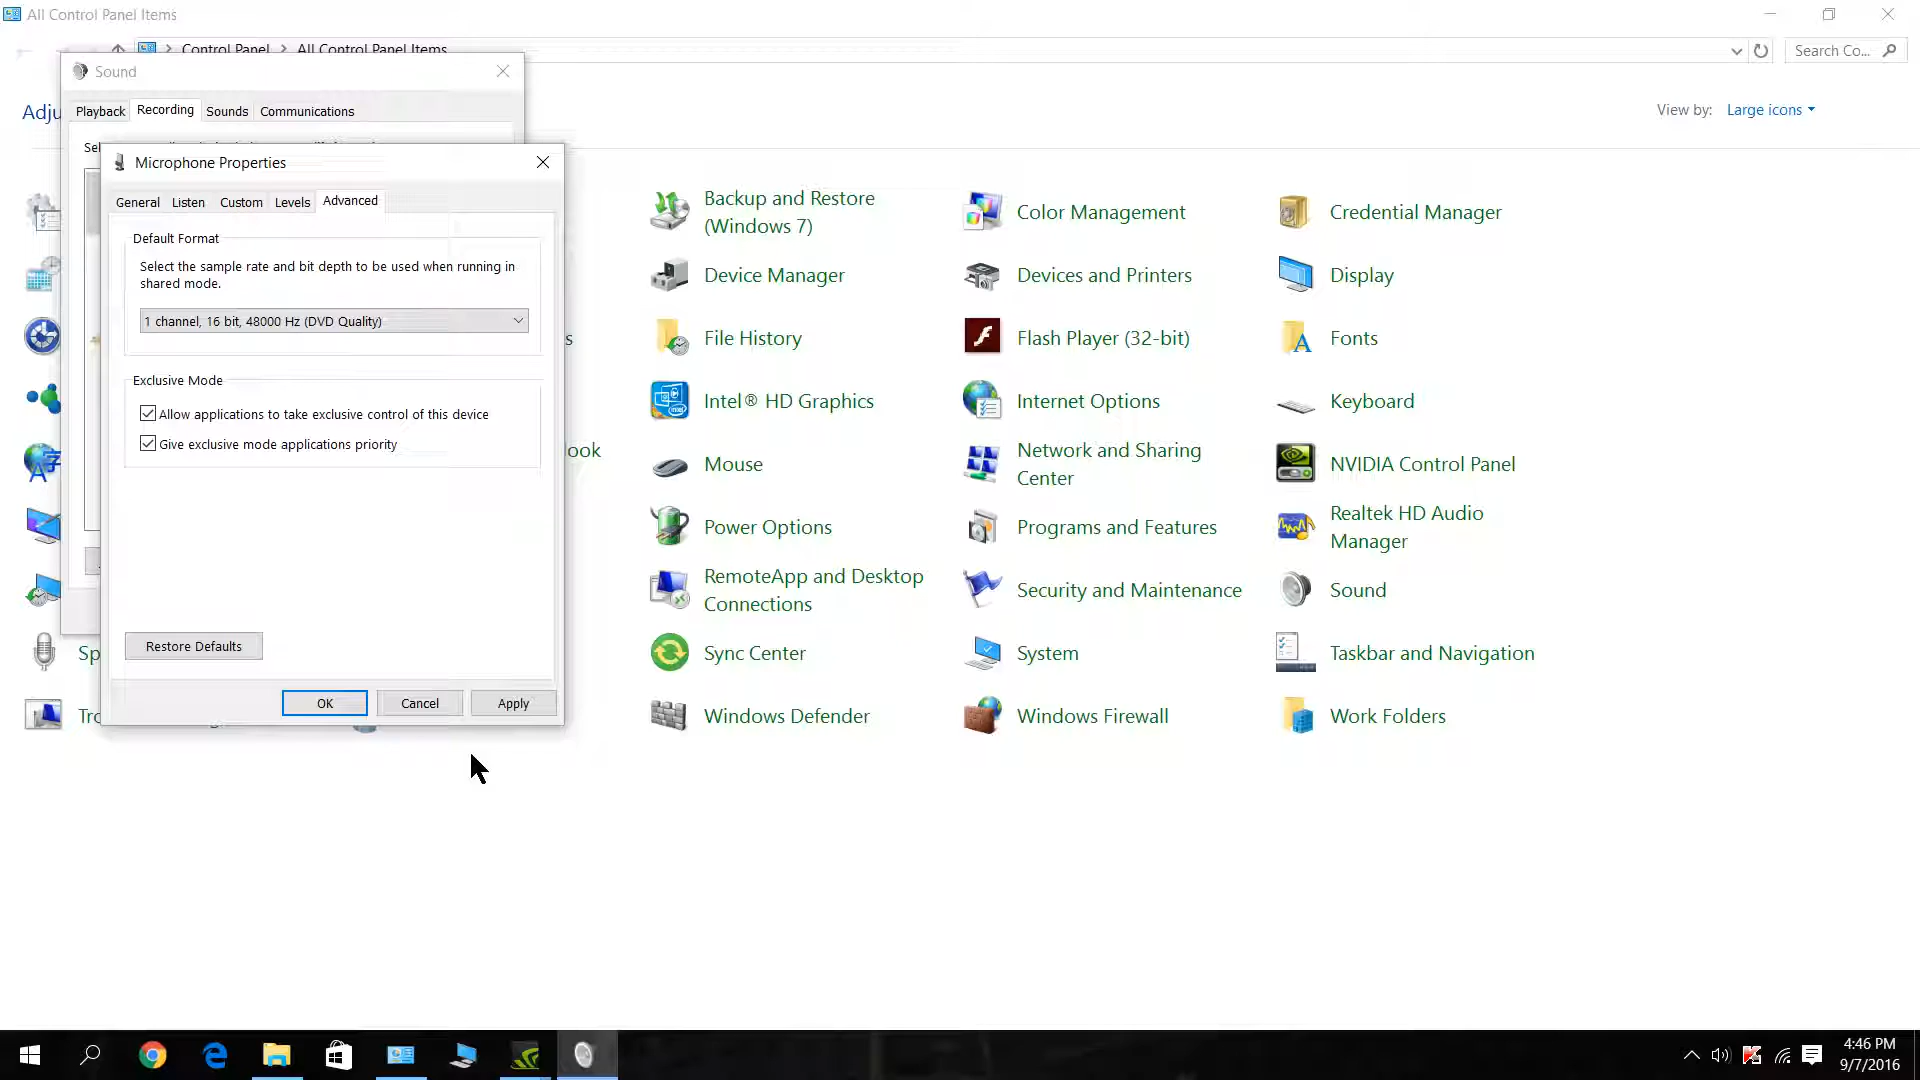 All Control Panel Items
Control Panel > All Control Panel Items
Search Co...
Sound
Playback Recording Sounds Communications
Adju
View by: Large icons
Sel
Microphone Properties
General Listen Custom Levels Advanced
Default Format
Select the sample rate and bit depth to be used when running in
shared mode.
1 channel, 16 bit, 48000 Hz (DVD Quality)
Exclusive Mode
Allow applications to take exclusive control of this device
Give exclusive mode applications priority
Restore Defaults
OK Cancel Apply
s
look
Sp
Tro
Backup and Restore
(Windows 7)
Color Management
Credential Manager
Device Manager
Devices and Printers
Display
File History
Flash Player (32-bit)
Fonts
Intel® HD Graphics
Internet Options
Keyboard
Mouse
Network and Sharing
Center
NVIDIA Control Panel
Power Options
Programs and Features
Realtek HD Audio
Manager
RemoteApp and Desktop
Connections
Security and Maintenance
Sound
Sync Center
System
Taskbar and Navigation
Windows Defender
Windows Firewall
Work Folders
4:46 PM
9/7/2016